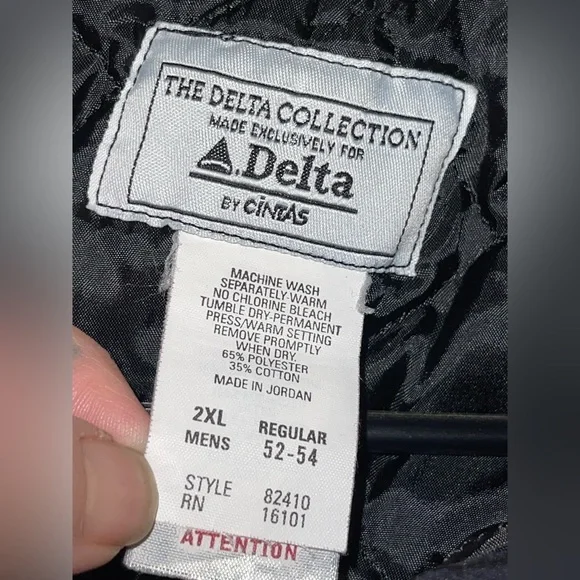 THE DELTA COLLECTION
MADE EXCLUSIVELY FOR
Delta
BY CINTAS
MACHINE WASH
SEPARATELY-WARM
NO CHLORINE BLEACH
TUMBLE DRY-PERMANENT
PRESS/WARM SETTING
REMOVE PROMPTLY
WHEN DRY.
65% POLYESTER
35% COTTON
MADE IN JORDAN
2XL REGULAR
MENS 52-54
STYLE 82410
RN 16101
ATTENTION